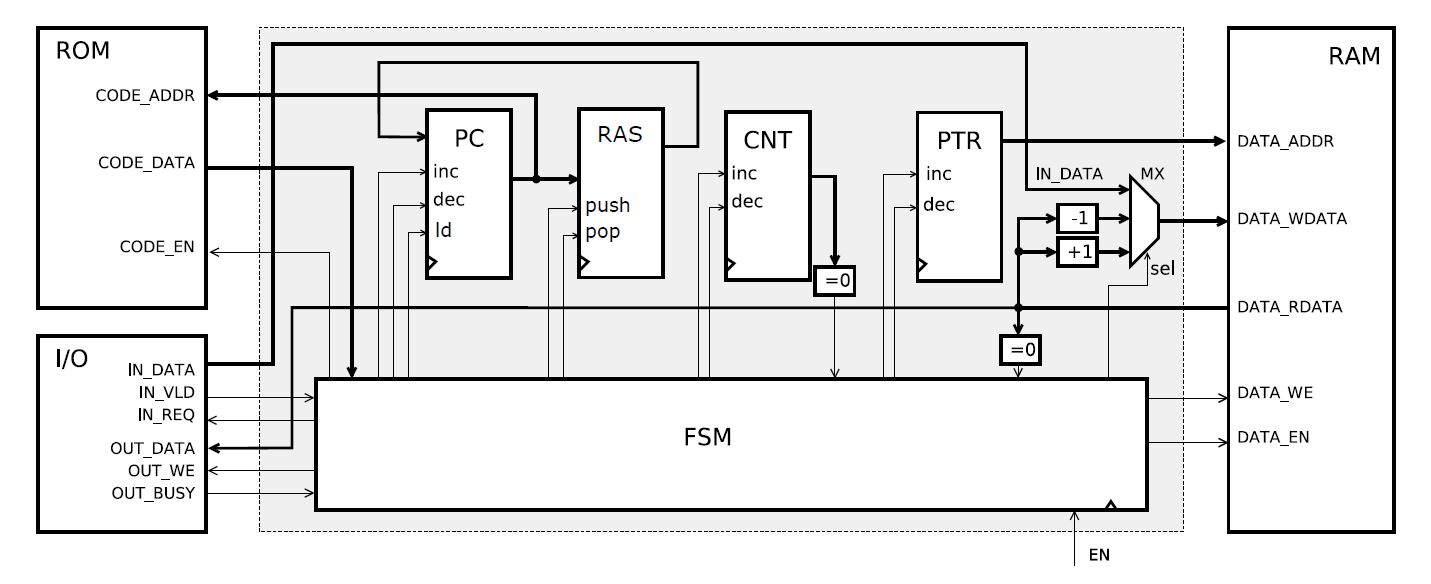 ROM
CODE_ADDR
CODE_DATA
CODE_EN
I/O
IN_DATA
IN_VLD
IN_REQ
OUT_DATA
OUT_WE
OUT_BUSY
PC
inc
dec
ld
RAS
push
pop
CNT
inc
dec
=0
PTR
inc
dec
IN_DATA
MX
-1
+1
sel
=0
FSM
EN
RAM
DATA_ADDR
DATA_WDATA
DATA_RDATA
DATA_WE
DATA_EN